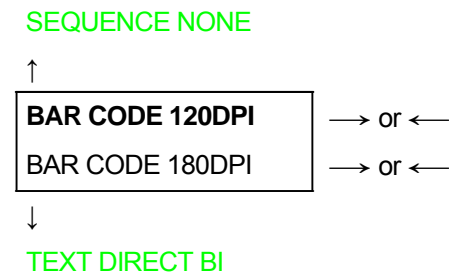 SEQUENCE NONE
↑
BAR CODE 120DPI → or ←
BAR CODE 180DPI → or ←
↓
TEXT DIRECT BI